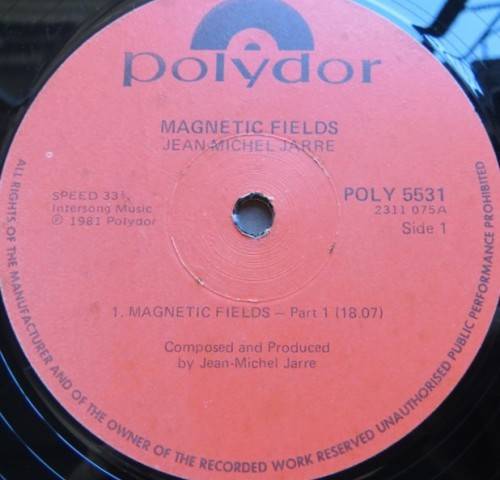 polydor
MAGNETIC FIELDS
JEAN-MICHEL JARRE
SPEED 33⅓
Intersong Music
℗ 1981 Polydor
POLY 5531
2311 075A
Side 1
1. MAGNETIC FIELDS – Part 1 (18.07)
Composed and Produced
by Jean-Michel Jarre
ALL RIGHTS OF THE MANUFACTURER AND OF THE OWNER OF THE RECORDED WORK RESERVED UNAUTHORISED PUBLIC PERFORMANCE PROHIBITED